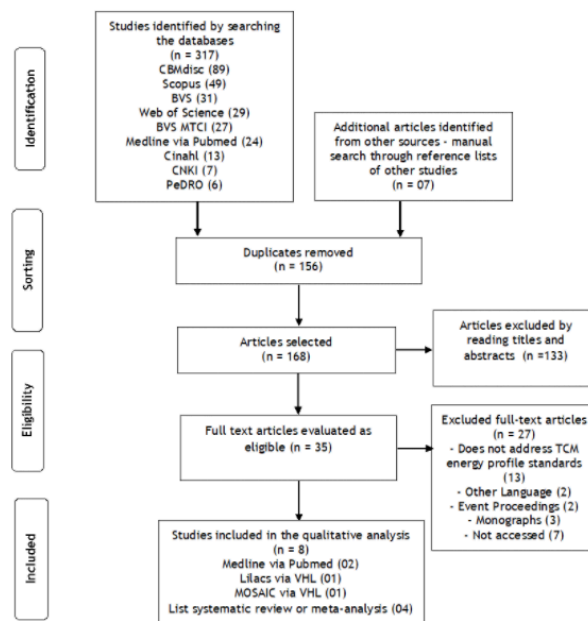 Identification
Studies identified by searching
the databases
(n = 317)
CBMdisc (89)
Scopus (49)
BVS (31)
Web of Science (29)
BVS MTCI (27)
Medline via Pubmed (24)
Cinahl (13)
CNKI (7)
PeDRO (6)
Additional articles identified
from other sources - manual
search through reference lists
of other studies
(n = 07)
Sorting
Duplicates removed
(n = 156)
Articles selected
(n = 168)
Articles excluded by
reading titles and
abstracts (n =133)
Eligibility
Full text articles evaluated as
eligible (n = 35)
Excluded full-text articles
(n = 27)
- Does not address TCM
energy profile standards
(13)
- Other Language (2)
- Event Proceedings (2)
- Monographs (3)
- Not accessed (7)
Included
Studies included in the qualitative analysis
(n = 8)
Medline via Pubmed (02)
Lilacs via VHL (01)
MOSAIC via VHL (01)
List systematic review or meta-analysis (04)